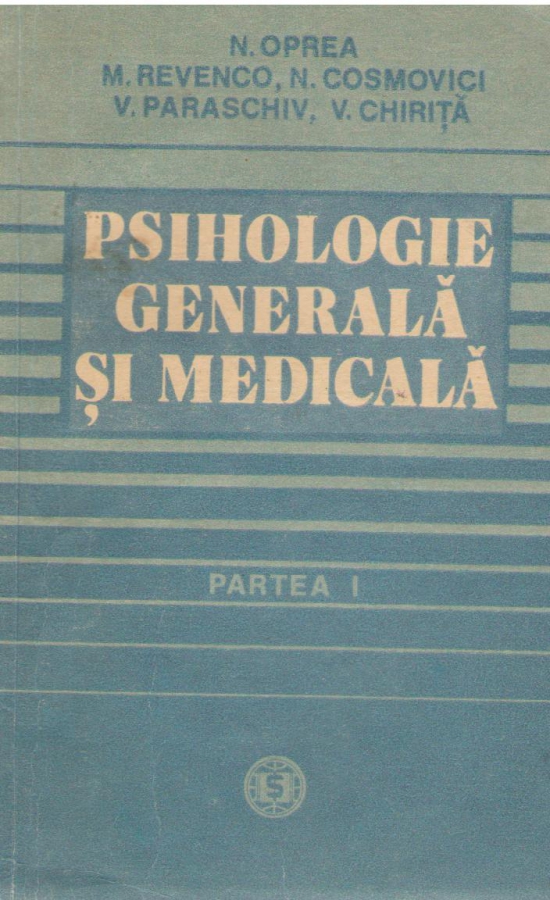 N. OPREA
M. REVENCO, N. COSMOVICI
V. PARASCHIV, V. CHIRIȚĂ
PSIHOLOGIE
GENERALĂ
ȘI MEDICALĂ
PARTEA I
Ș